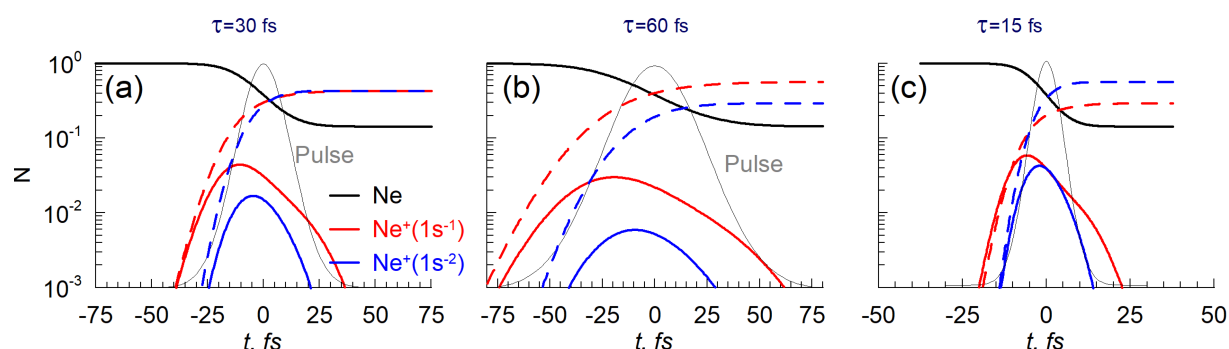 τ=30 fs
τ=60 fs
τ=15 fs
N
10⁰
10⁻¹
10⁻²
10⁻³
(a)
Pulse
Ne
Ne⁺(1s⁻¹)
Ne⁺(1s⁻²)
-75 -50 -25 0 25 50 75
t, fs
(b)
Pulse
-75 -50 -25 0 25 50 75
t, fs
(c)
-50 -25 0 25 50
t, fs